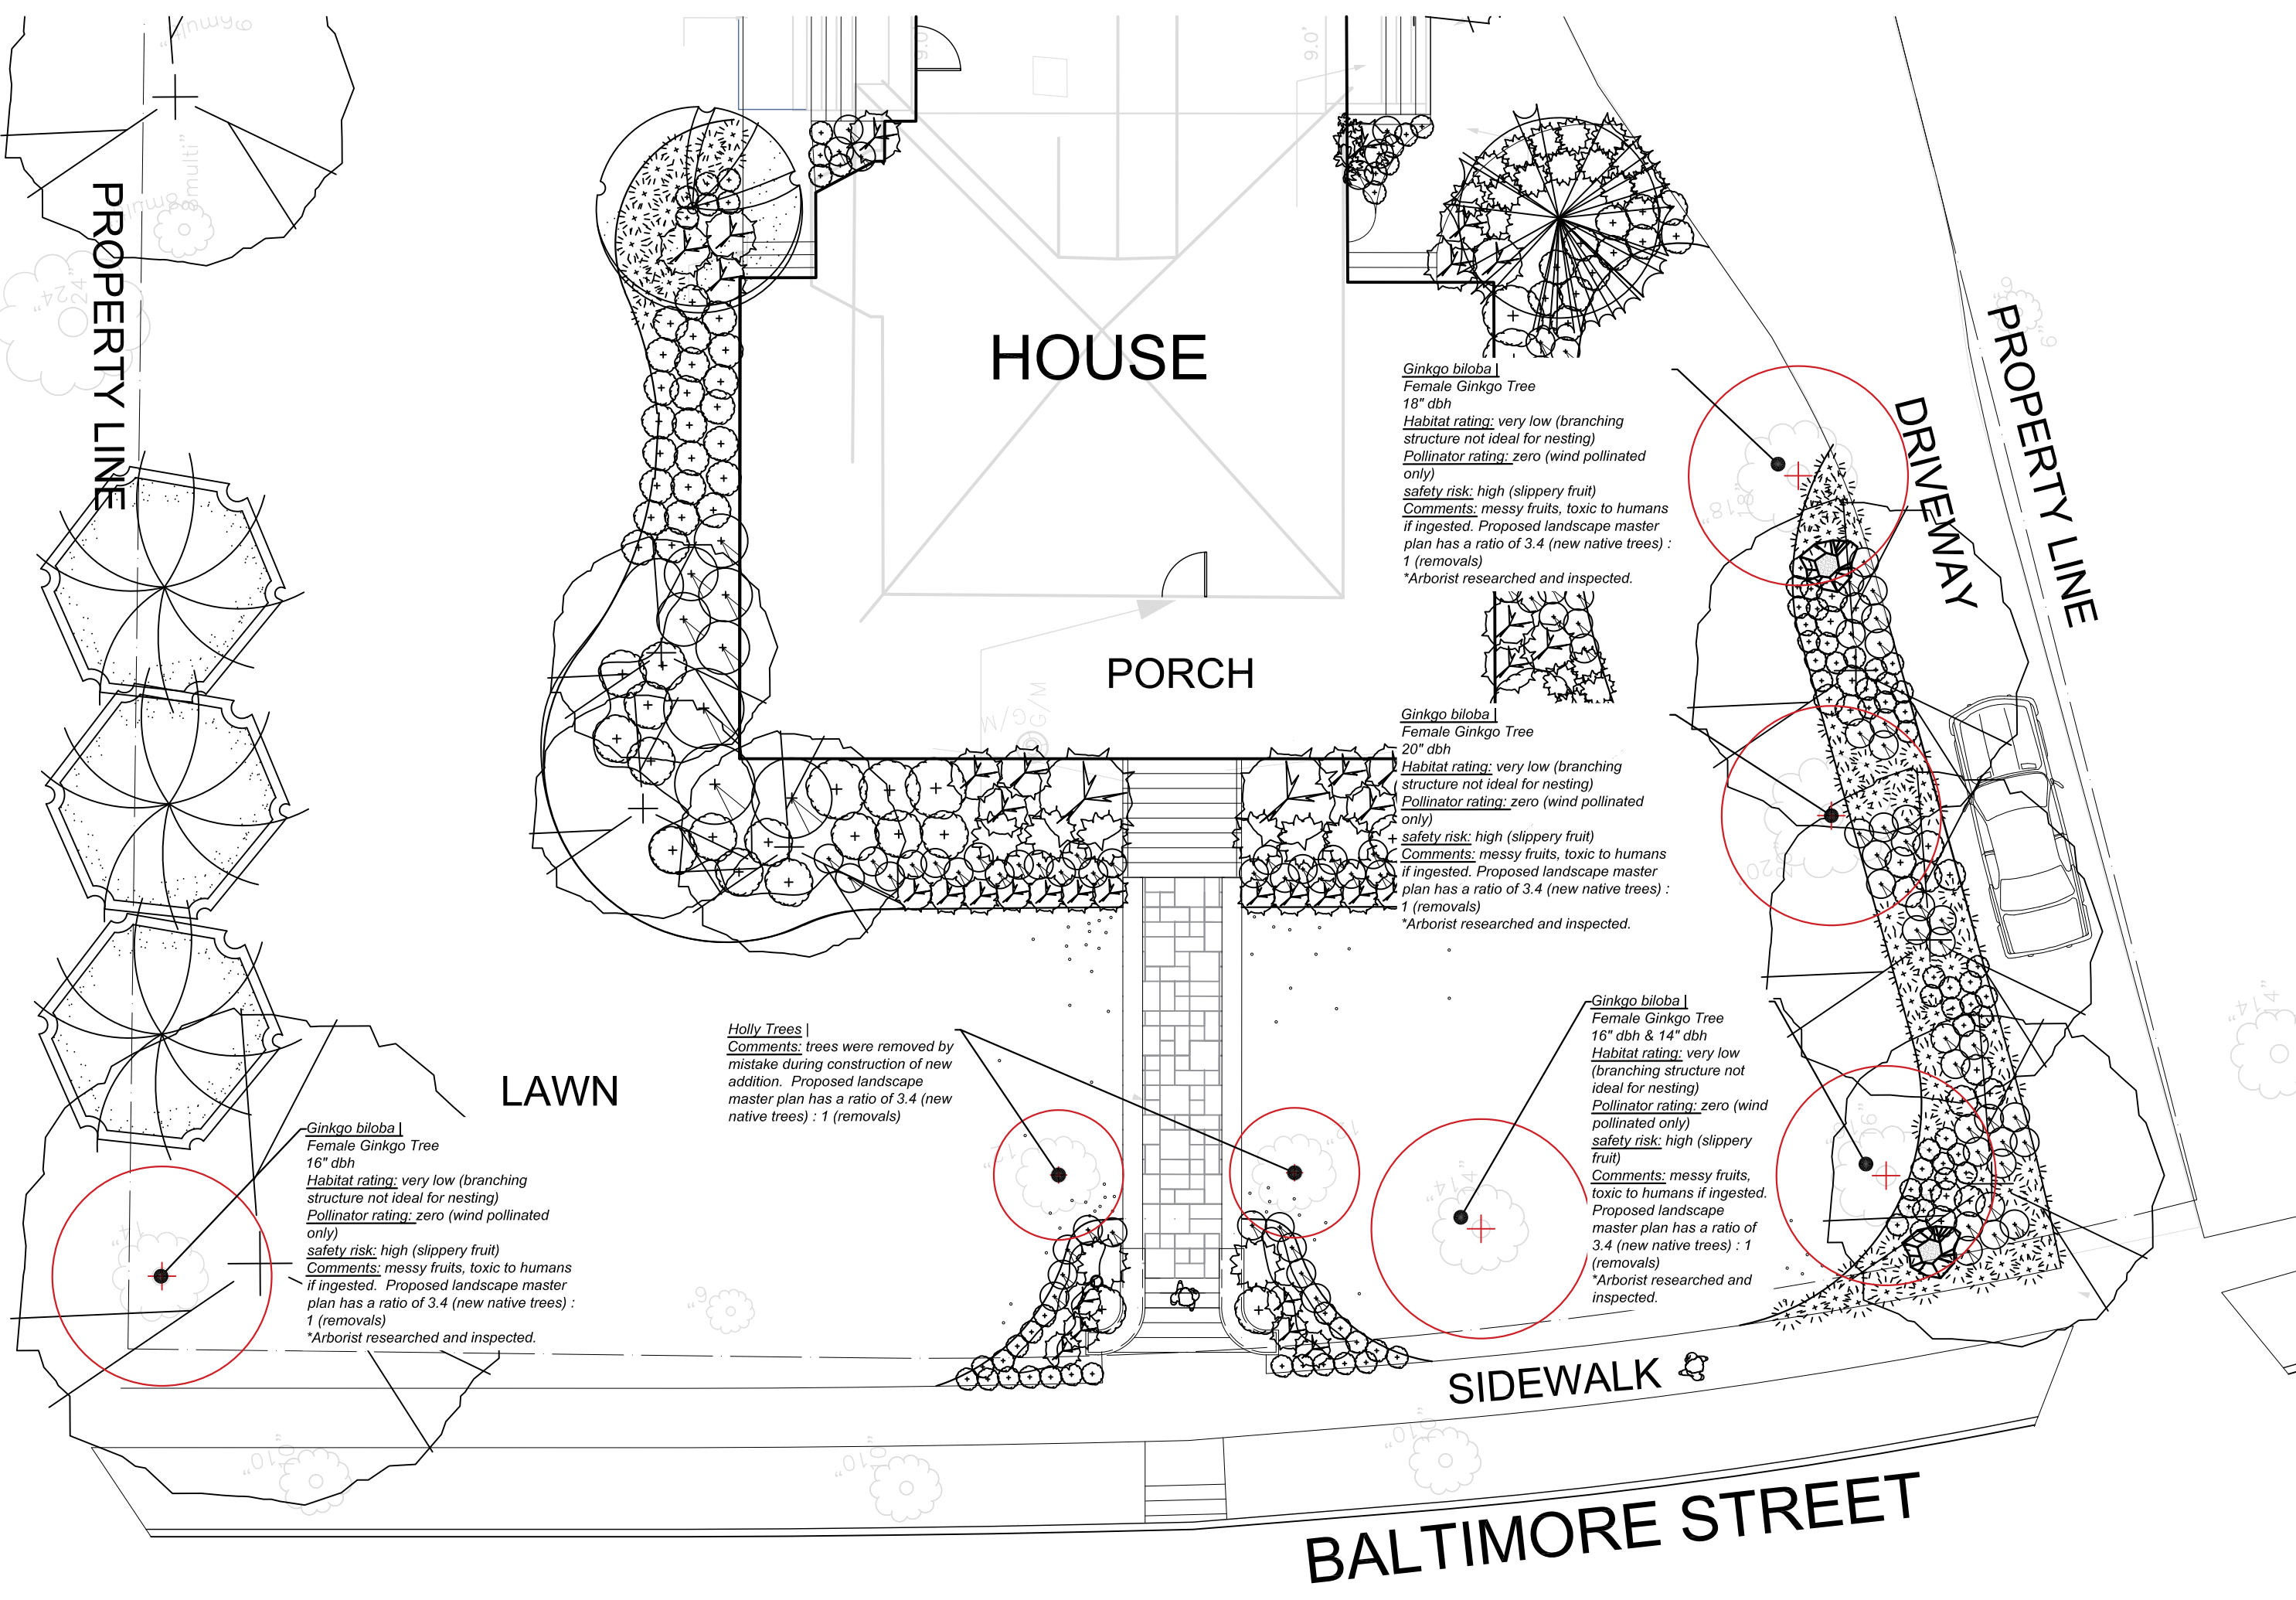 9multi"
8multi"
9multi"
PROPERTY LINE
24"
24"
9.0'
9.0'
HOUSE
PORCH
G/M
G/M
Ginkgo biloba |
Female Ginkgo Tree
18" dbh
Habitat rating: very low (branching
structure not ideal for nesting)
Pollinator rating: zero (wind pollinated
only)
safety risk: high (slippery fruit)
Comments: messy fruits, toxic to humans
if ingested. Proposed landscape master
plan has a ratio of 3.4 (new native trees) :
1 (removals)
*Arborist researched and inspected.
DRIVEWAY
PROPERTY LINE
Ginkgo biloba |
Female Ginkgo Tree
20" dbh
Habitat rating: very low (branching
structure not ideal for nesting)
Pollinator rating: zero (wind pollinated
only)
safety risk: high (slippery fruit)
Comments: messy fruits, toxic to humans
if ingested. Proposed landscape master
plan has a ratio of 3.4 (new native trees) :
1 (removals)
*Arborist researched and inspected.
Holly Trees |
Comments: trees were removed by
mistake during construction of new
addition. Proposed landscape
master plan has a ratio of 3.4 (new
native trees) : 1 (removals)
Ginkgo biloba |
Female Ginkgo Tree
16" dbh & 14" dbh
Habitat rating: very low
(branching structure not
ideal for nesting)
Pollinator rating: zero (wind
pollinated only)
safety risk: high (slippery
fruit)
Comments: messy fruits,
toxic to humans if ingested.
Proposed landscape
master plan has a ratio of
3.4 (new native trees) : 1
(removals)
*Arborist researched and
inspected.
LAWN
Ginkgo biloba |
Female Ginkgo Tree
16" dbh
Habitat rating: very low (branching
structure not ideal for nesting)
Pollinator rating: zero (wind pollinated
only)
safety risk: high (slippery fruit)
Comments: messy fruits, toxic to humans
if ingested. Proposed landscape master
plan has a ratio of 3.4 (new native trees) :
1 (removals)
*Arborist researched and inspected.
SIDEWALK
BALTIMORE STREET